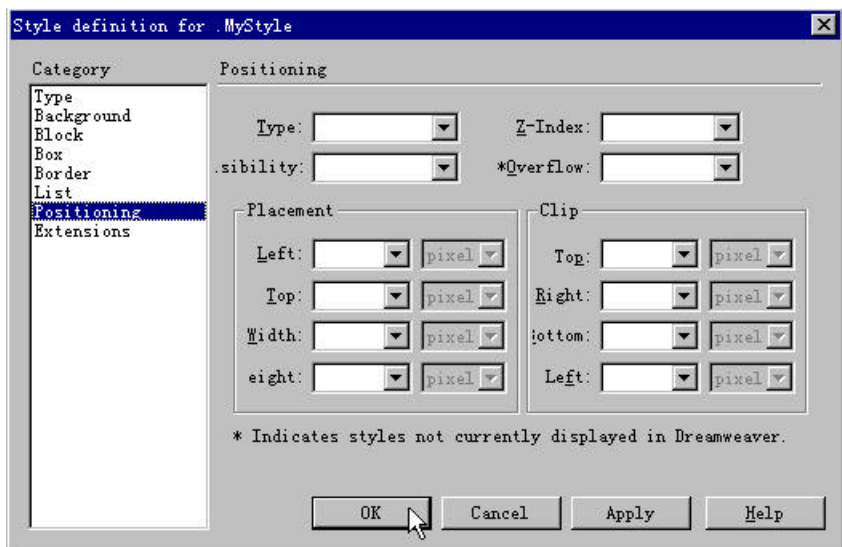 Style definition for .MyStyle
Category
Type
Background
Block
Box
Border
List
Positioning
Extensions
Positioning
Type: Z-Index:
.sibility: *Overflow:
Placement
Left: pixel
Top: pixel
Width: pixel
eight: pixel
Clip
Top: pixel
Right: pixel
ottom: pixel
Left: pixel
* Indicates styles not currently displayed in Dreamweaver.
OK Cancel Apply Help